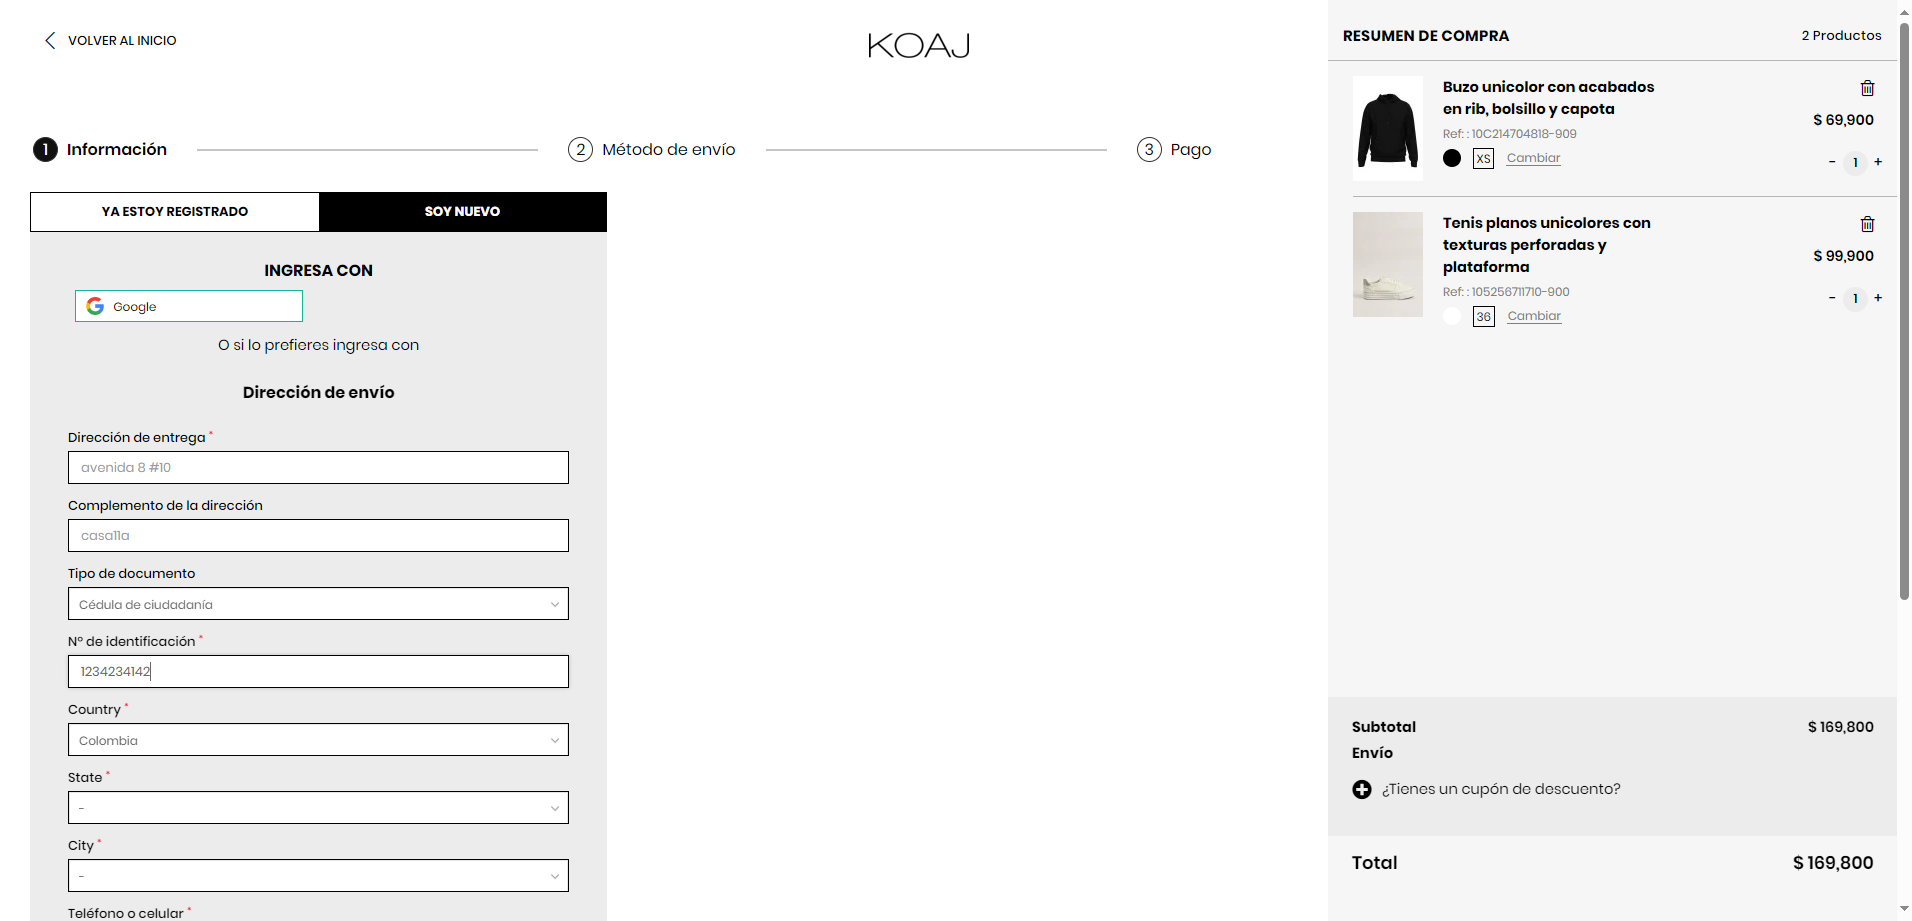 VOLVER AL INICIO
KOAJ
1 Información
2 Método de envío
3 Pago
YA ESTOY REGISTRADO
SOY NUEVO
INGRESA CON
Google
O si lo prefieres ingresa con
Dirección de envío
Dirección de entrega *
avenida 8 #10
Complemento de la dirección
casa11a
Tipo de documento
Cédula de ciudadanía
Nº de identificación *
1234234142
Country *
Colombia
State *
-
City *
-
Teléfono o celular *
RESUMEN DE COMPRA
2 Productos
Buzo unicolor con acabados
en rib, bolsillo y capota
$ 69,900
Ref: : 10C214704818-909
XS Cambiar
- 1 +
Tenis planos unicolores con
texturas perforadas y
plataforma
$ 99,900
Ref: : 105256711710-900
36 Cambiar
- 1 +
Subtotal $ 169,800
Envío
¿Tienes un cupón de descuento?
Total $ 169,800